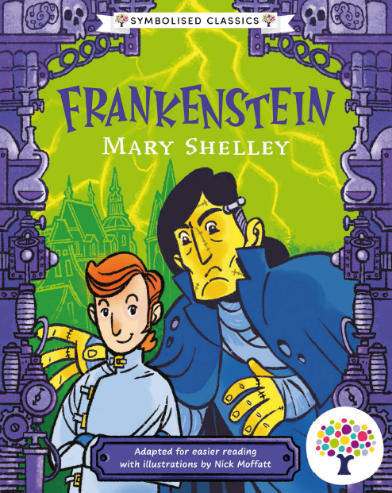 SYMBOLISED CLASSICS
FRANKENSTEIN
MARY SHELLEY
Adapted for easier reading
with illustrations by Nick Moffatt